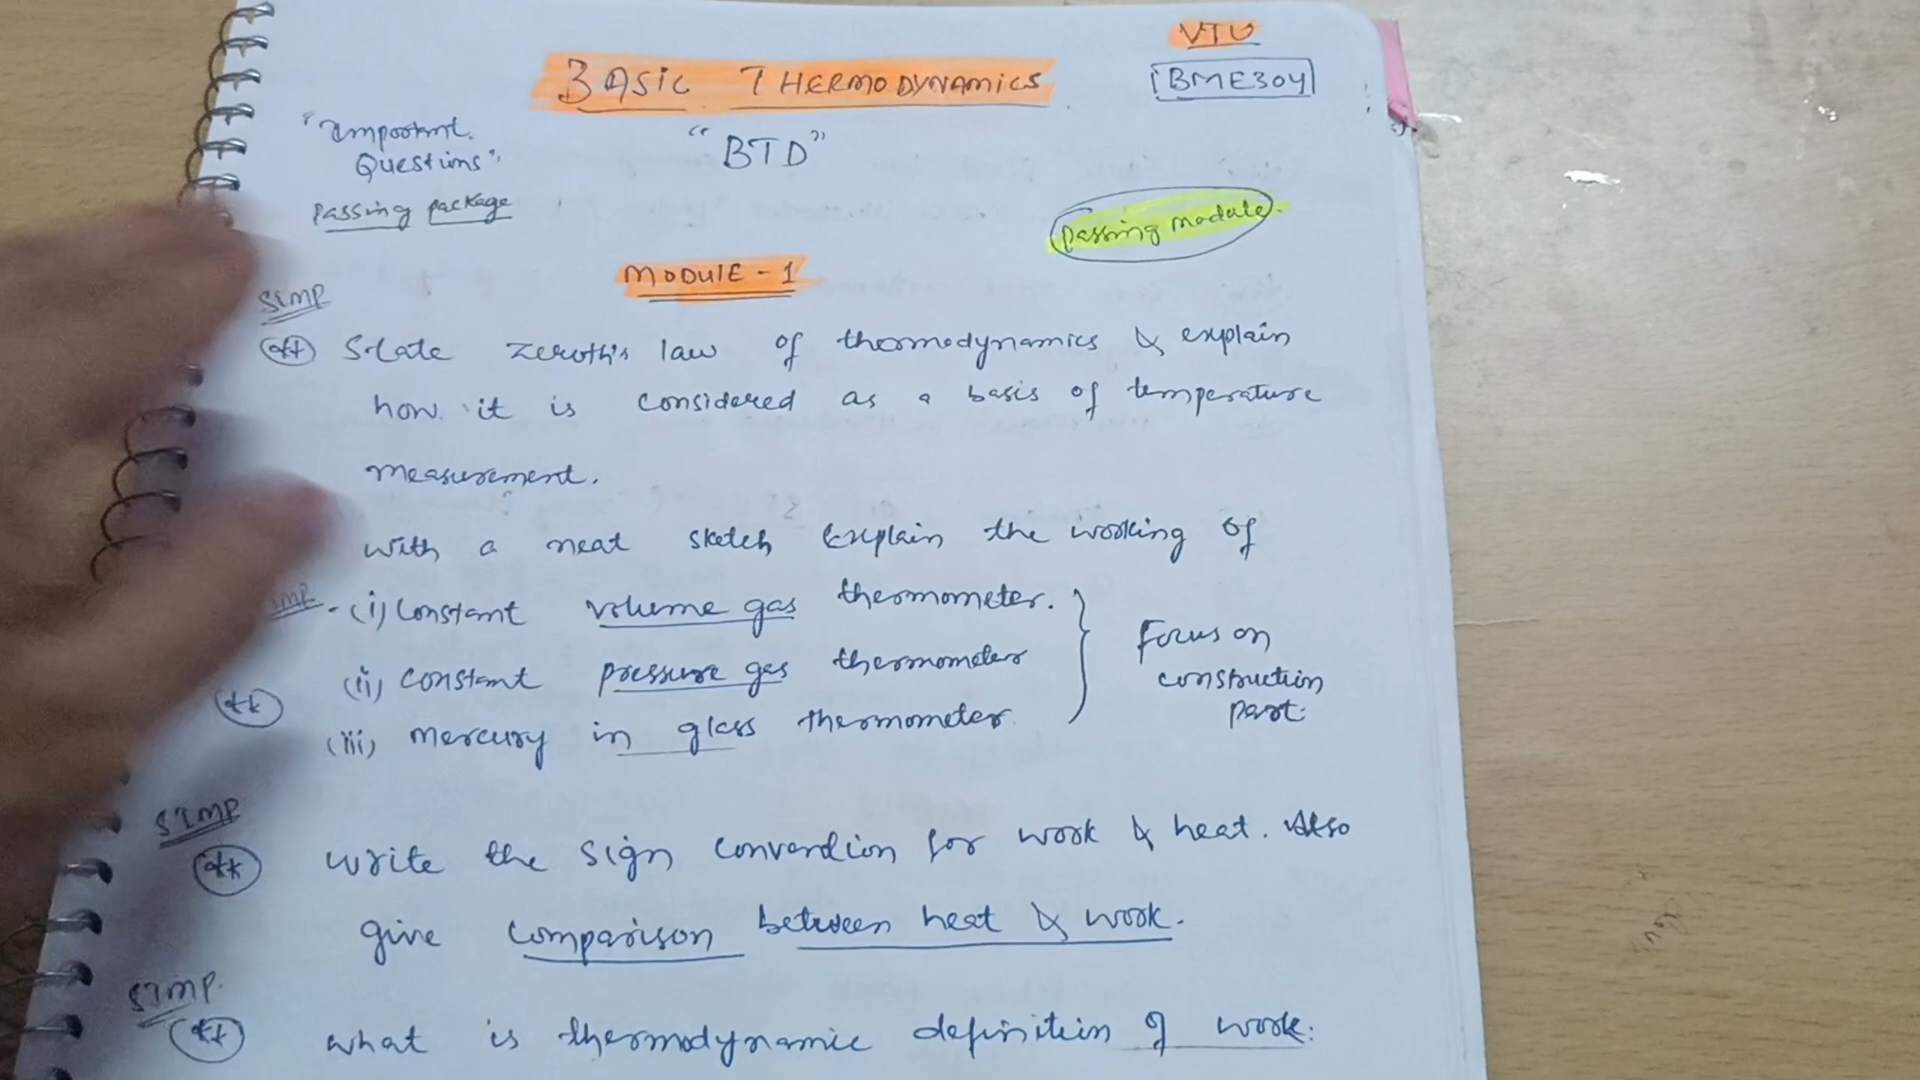 VTU
BASIC THERMODYNAMICS
BME304
"Important
Questions"
"BTD"
Passing package
Passing module.
MODULE - 1
SIMP
** State zeroth's law of thermodynamics & explain
how it is considered as a basis of temperature
measurement.
With a neat sketch Explain the working of
IMP - (i) Constant volume gas thermometer.
(ii) constant pressure gas thermometer
** (iii) mercury in glass thermometer
Focus on
construction
part.
SIMP
** write the sign convention for work & heat. Also
give comparison between heat & work.
SIMP.
** what is thermodynamic definition of work.